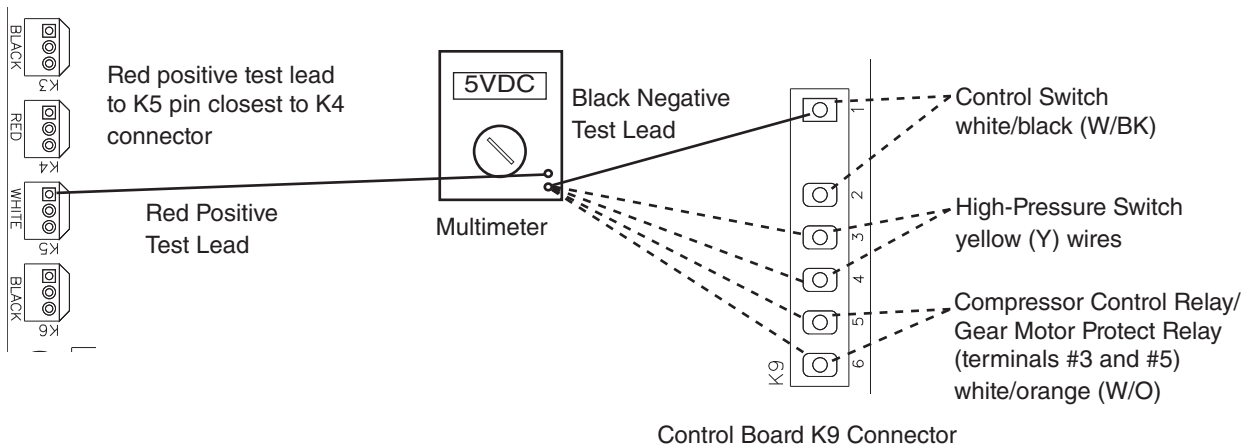 BLACK
K3
RED
K4
WHITE
K5
BLACK
K6
Red positive test lead
to K5 pin closest to K4
connector
Red Positive
Test Lead
5VDC
Multimeter
Black Negative
Test Lead
1
2
3
4
5
6
K9
Control Switch
white/black (W/BK)
High-Pressure Switch
yellow (Y) wires
Compressor Control Relay/
Gear Motor Protect Relay
(terminals #3 and #5)
white/orange (W/O)
Control Board K9 Connector